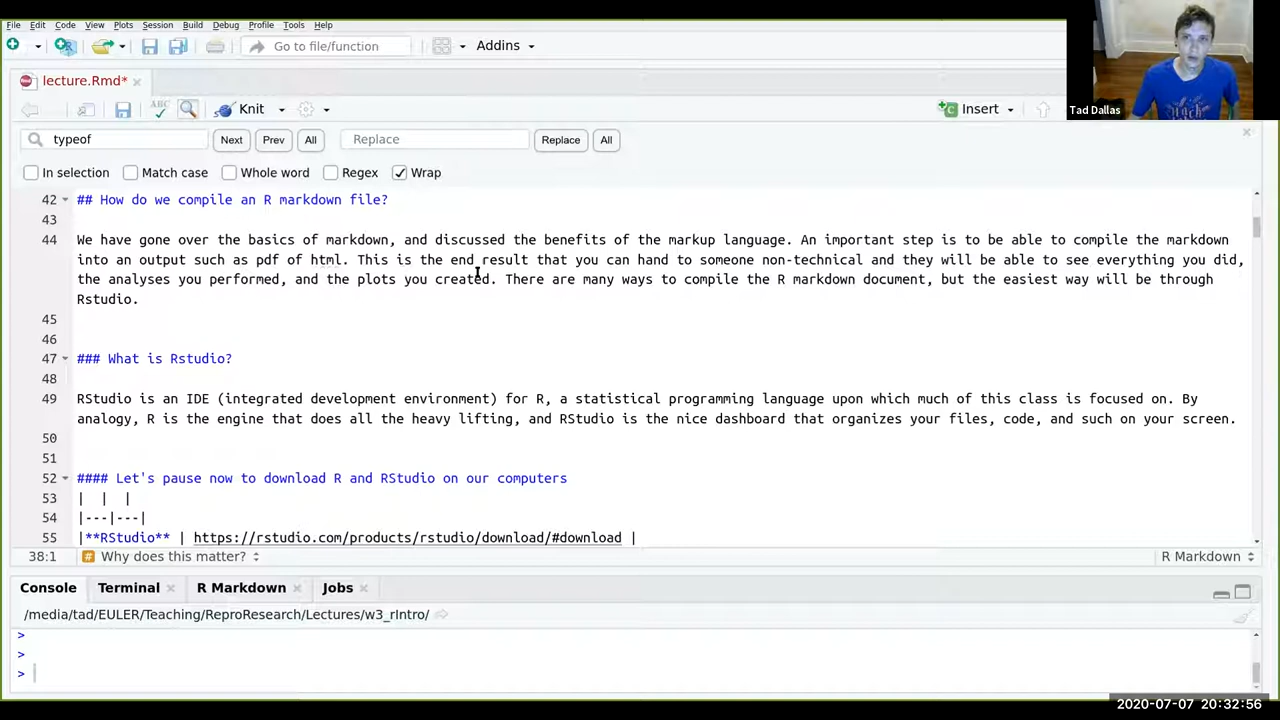 File Edit Code View Plots Session Build Debug Profile Tools Help
Go to file/function Addins
Tad Dallas
lecture.Rmd*
ABC Knit Insert
typeof Next Prev All Replace Replace All
In selection Match case Whole word Regex Wrap
42 ## How do we compile an R markdown file?
43
44 We have gone over the basics of markdown, and discussed the benefits of the markup language. An important step is to be able to compile the markdown
into an output such as pdf of html. This is the end result that you can hand to someone non-technical and they will be able to see everything you did,
the analyses you performed, and the plots you created. There are many ways to compile the R markdown document, but the easiest way will be through
Rstudio.
45
46
47 ### What is Rstudio?
48
49 RStudio is an IDE (integrated development environment) for R, a statistical programming language upon which much of this class is focused on. By
analogy, R is the engine that does all the heavy lifting, and RStudio is the nice dashboard that organizes your files, code, and such on your screen.
50
51
52 #### Let's pause now to download R and RStudio on our computers
53 | | |
54 |---|---|
55 |**RStudio** | https://rstudio.com/products/rstudio/download/#download |
38:1 # Why does this matter? R Markdown
Console Terminal R Markdown Jobs
/media/tad/EULER/Teaching/ReproResearch/Lectures/w3_rIntro/
>
>
>
2020-07-07 20:32:56